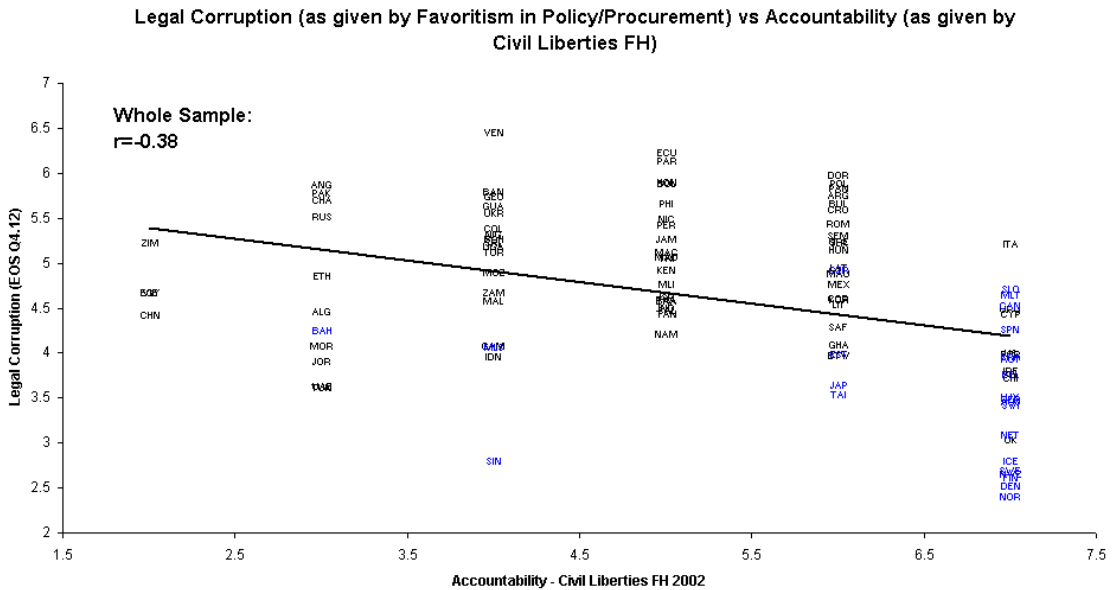 Legal Corruption (as given by Favoritism in Policy/Procurement) vs Accountability (as given by
Civil Liberties FH)
Whole Sample:
r=-0.38
Legal Corruption (EOS Q4.12)
7
6.5
6
5.5
5
4.5
4
3.5
3
2.5
2
ZIM
CHN
ANG
PAK
CHA
RUS
ETH
ALG
BAH
MOR
JOR
VEN
BAN
GEO
GUA
UKR
COL
TUR
MOZ
ZAM
MAL
IDN
SIN
ECU
PAR
PHI
NIC
PER
JAM
KEN
MLI
NAM
DOR
POL
PAN
ARG
BUL
CRO
ROM
SEM
HUN
LAT
MEX
SAF
GHA
JAP
TAI
ITA
SLO
MLT
CAN
CYP
SPN
CHI
SWI
NET
UK
ICE
SWE
FIN
DEN
NOR
1.5
2.5
3.5
4.5
5.5
6.5
7.5
Accountability - Civil Liberties FH 2002